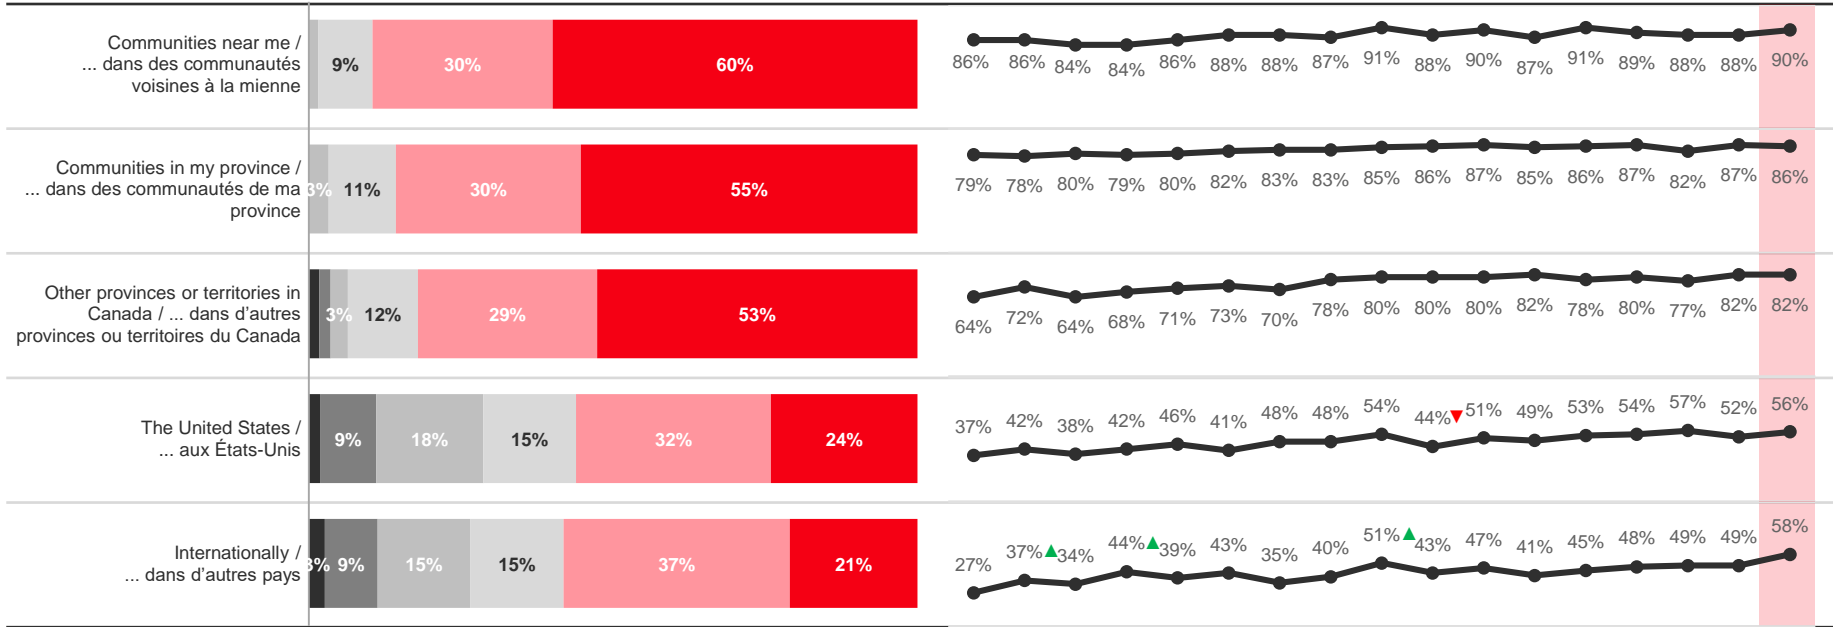 Communities near me /
... dans des communautés
voisines à la mienne
9% 30% 60%
86% 86% 84% 84% 86% 88% 88% 87% 91% 88% 90% 87% 91% 89% 88% 88% 90%
Communities in my province /
... dans des communautés de ma
province
3% 11% 30% 55%
79% 78% 80% 79% 80% 82% 83% 83% 85% 86% 87% 85% 86% 87% 82% 87% 86%
Other provinces or territories in
Canada / ... dans d'autres
provinces ou territoires du Canada
3% 12% 29% 53%
64% 72% 64% 68% 71% 73% 70% 78% 80% 80% 80% 82% 78% 80% 77% 82% 82%
The United States /
... aux États-Unis
9% 18% 15% 32% 24%
37% 42% 38% 42% 46% 41% 48% 48% 54% 44% 51% 49% 53% 54% 57% 52% 56%
Internationally /
... dans d'autres pays
3% 9% 15% 15% 37% 21%
27% 37% 34% 44% 39% 43% 35% 40% 51% 43% 47% 41% 45% 48% 49% 49% 58%